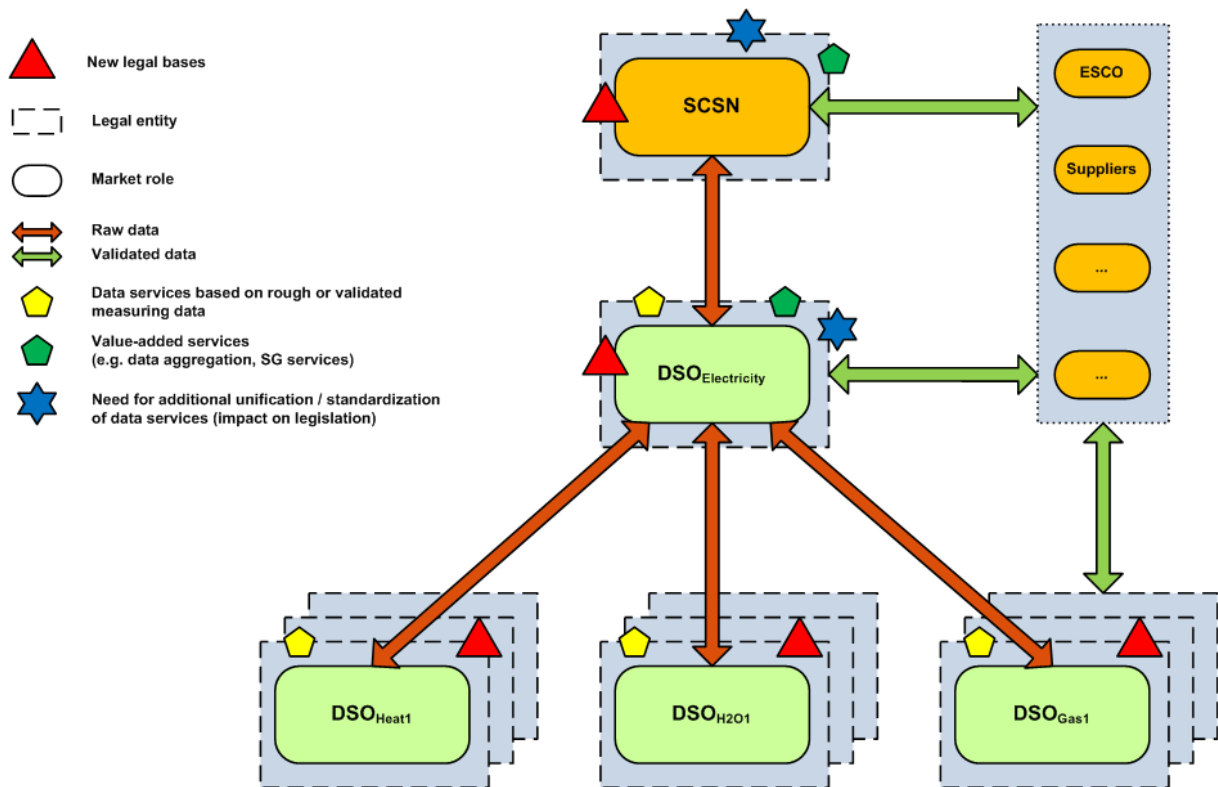 New legal bases
Legal entity
Market role
Raw data
Validated data
Data services based on rough or validated
measuring data
Value-added services
(e.g. data aggregation, SG services)
Need for additional unification / standardization
of data services (impact on legislation)
SCSN
ESCO
Suppliers
...
...
DSOElectricity
DSOHeat1
DSOH2O1
DSOGas1